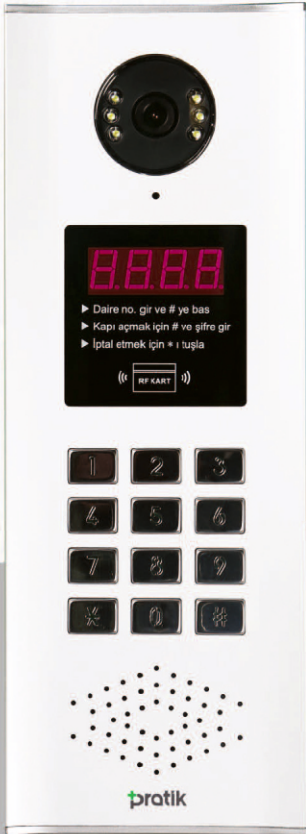 8.8.8.8
▶ Daire no. gir ve # ye bas
▶ Kapı açmak için # ve şifre gir
▶ İptal etmek için * ı tuşla
RF KART
1 2 3
4 5 6
7 8 9
* 0 #
pratik